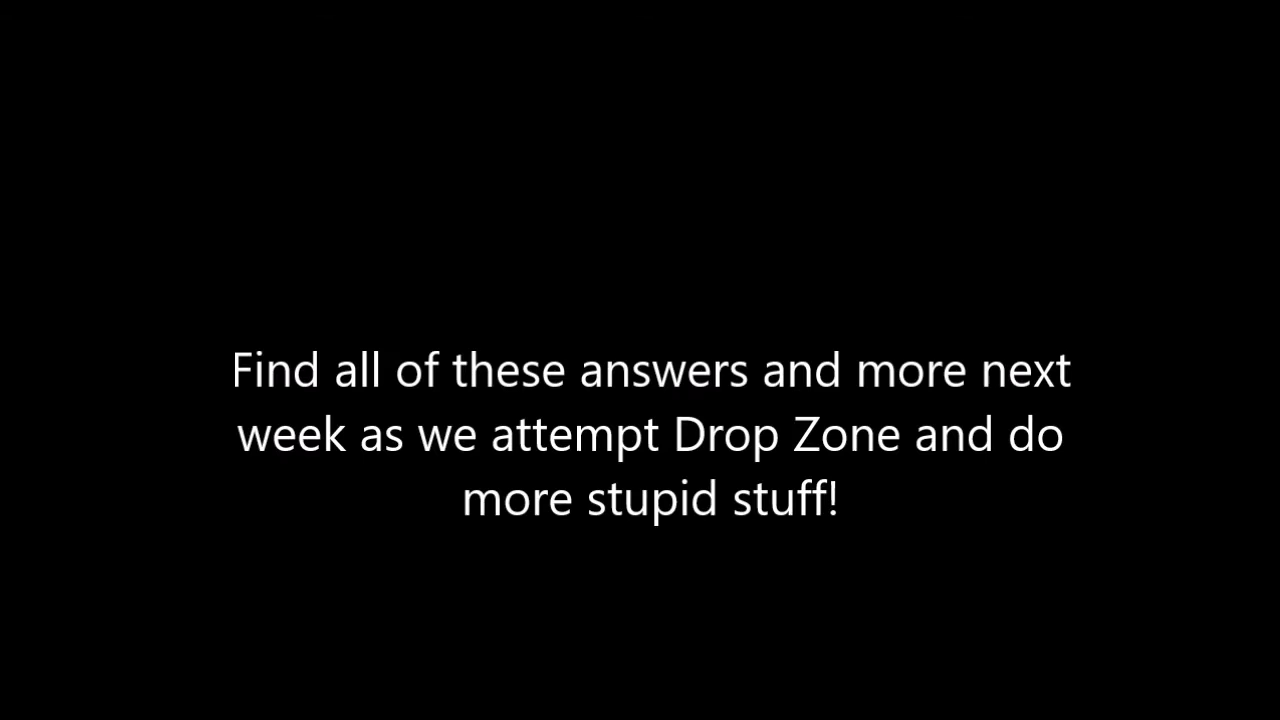 Find all of these answers and more next
week as we attempt Drop Zone and do
more stupid stuff!